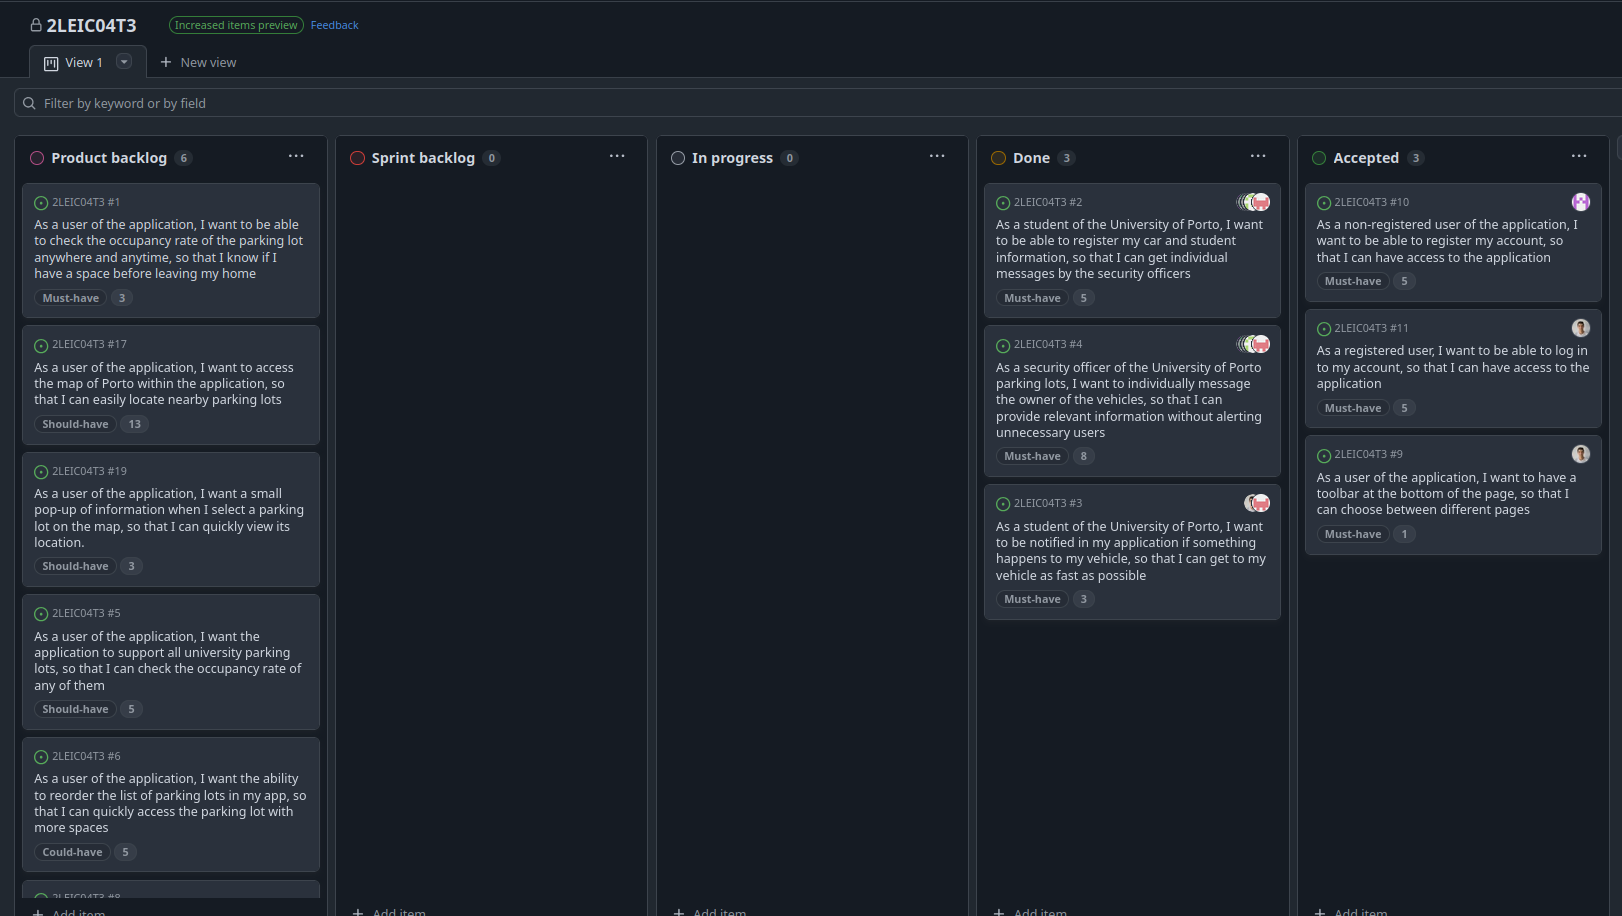 2LEIC04T3
Increased items preview
Feedback
View 1
New view
Filter by keyword or by field
Product backlog 6
2LEIC04T3 #1
As a user of the application, I want to be able
to check the occupancy rate of the parking lot
anywhere and anytime, so that I know if I
have a space before leaving my home
Must-have 3
2LEIC04T3 #17
As a user of the application, I want to access
the map of Porto within the application, so
that I can easily locate nearby parking lots
Should-have 13
2LEIC04T3 #19
As a user of the application, I want a small
pop-up of information when I select a parking
lot on the map, so that I can quickly view its
location.
Should-have 3
2LEIC04T3 #5
As a user of the application, I want the
application to support all university parking
lots, so that I can check the occupancy rate of
any of them
Should-have 5
2LEIC04T3 #6
As a user of the application, I want the ability
to reorder the list of parking lots in my app, so
that I can quickly access the parking lot with
more spaces
Could-have 5
2LEIC04T3 #8
Add item
Sprint backlog 0
Add item
In progress 0
Add item
Done 3
2LEIC04T3 #2
As a student of the University of Porto, I want
to be able to register my car and student
information, so that I can get individual
messages by the security officers
Must-have 5
2LEIC04T3 #4
As a security officer of the University of Porto
parking lots, I want to individually message
the owner of the vehicles, so that I can
provide relevant information without alerting
unnecessary users
Must-have 8
2LEIC04T3 #3
As a student of the University of Porto, I want
to be notified in my application if something
happens to my vehicle, so that I can get to my
vehicle as fast as possible
Must-have 3
Add item
Accepted 3
2LEIC04T3 #10
As a non-registered user of the application, I
want to be able to register my account, so
that I can have access to the application
Must-have 5
2LEIC04T3 #11
As a registered user, I want to be able to log in
to my account, so that I can have access to the
application
Must-have 5
2LEIC04T3 #9
As a user of the application, I want to have a
toolbar at the bottom of the page, so that I
can choose between different pages
Must-have 1
Add item